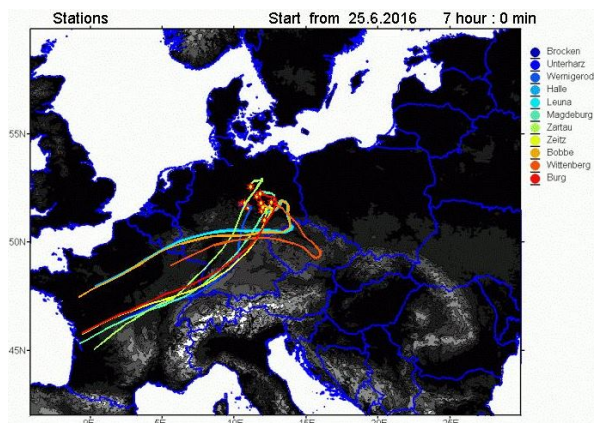 Stations Start from 25.6.2016 7 hour : 0 min
Brocken
Unterharz
Wernigerod
Halle
Leuna
Magdeburg
Zartau
Zeitz
Bobbe
Wittenberg
Burg
55N
50N
45N
0E 5E 10E 15E 20E 25E